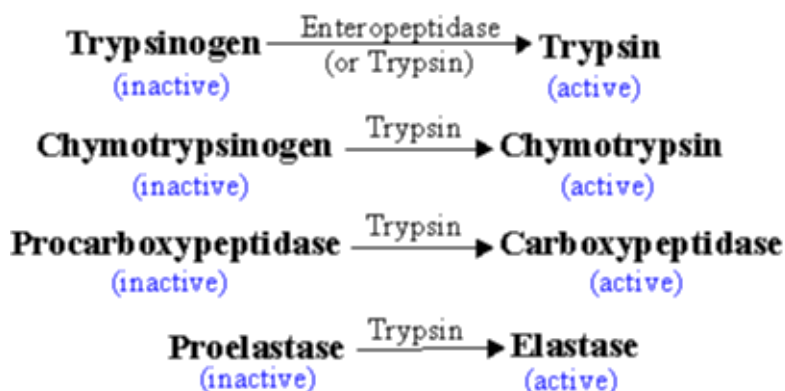 Enteropeptidase
Trypsinogen Trypsin
(or Trypsin)
(inactive) (active)
Trypsin
Chymotrypsinogen Chymotrypsin
(inactive) (active)
Trypsin
Procarboxypeptidase Carboxypeptidase
(inactive) (active)
Trypsin
Proelastase Elastase
(inactive) (active)